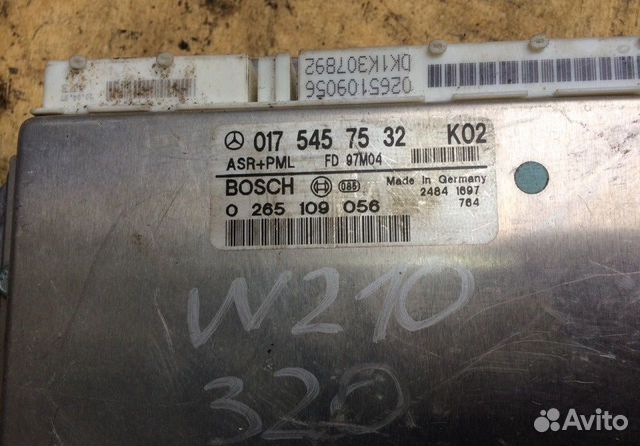 0265109056
DK1K307892
017 545 75 32 K02
ASR+PML FD 97M04
BOSCH 085 Made in Germany
2484 1697
0 265 109 056 764
W210
320
Avito